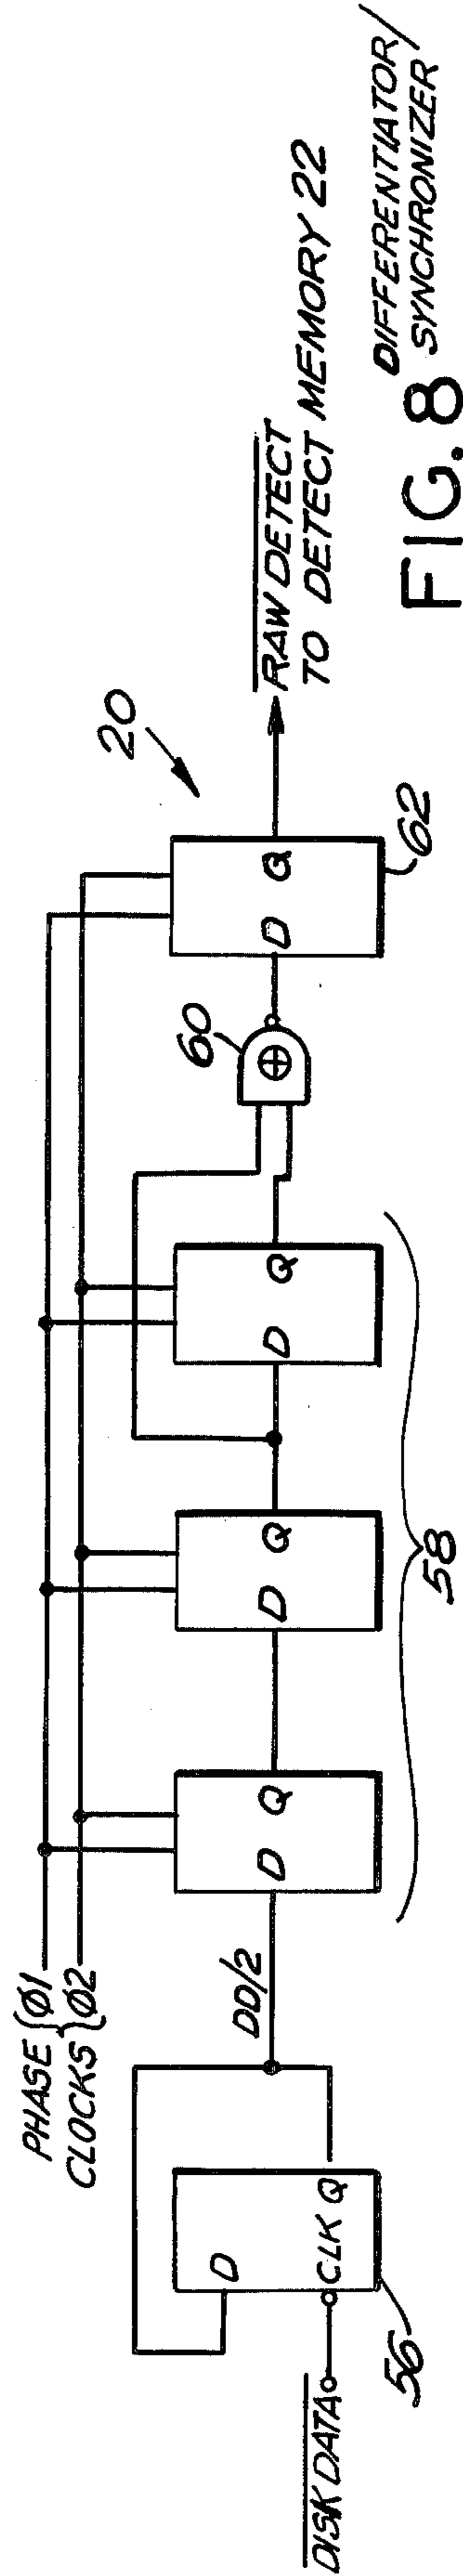 PHASE { Ø1
CLOCKS } Ø2
DISK DATA
D
CLK Q
56
DD/2
D Q
D Q
D Q
58
60
⊕
D Q
62
20
RAW DETECT
TO DETECT MEMORY 22
FIG. 8
DIFFERENTIATOR/
SYNCHRONIZER